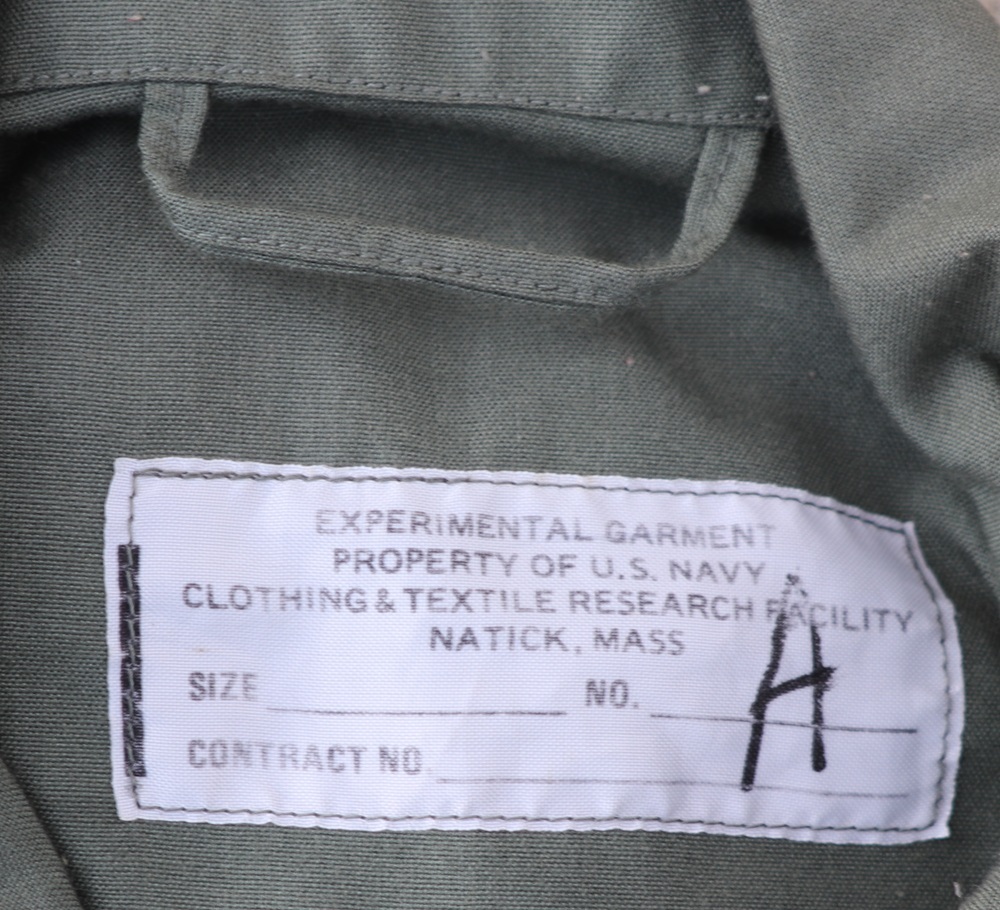 EXPERIMENTAL GARMENT
PROPERTY OF U.S. NAVY
CLOTHING & TEXTILE RESEARCH FACILITY
NATICK, MASS
SIZE NO. A
CONTRACT NO.